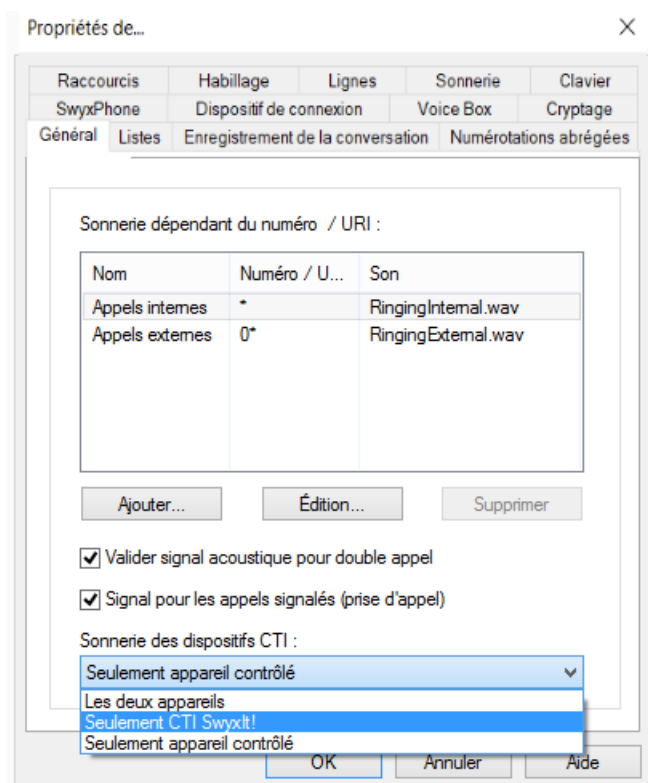 Propriétés de...
Raccourcis Habillage Lignes Sonnerie Clavier
SwyxPhone Dispositif de connexion Voice Box Cryptage
Général Listes Enregistrement de la conversation Numérotations abrégées
Sonnerie dépendant du numéro / URI :
Nom Numéro / U... Son
Appels internes * RingingInternal.wav
Appels externes 0* RingingExternal.wav
Ajouter... Édition... Supprimer
Valider signal acoustique pour double appel
Signal pour les appels signalés (prise d'appel)
Sonnerie des dispositifs CTI :
Seulement appareil contrôlé
Les deux appareils
Seulement CTI SwyxIt!
Seulement appareil contrôlé
OK Annuler Aide